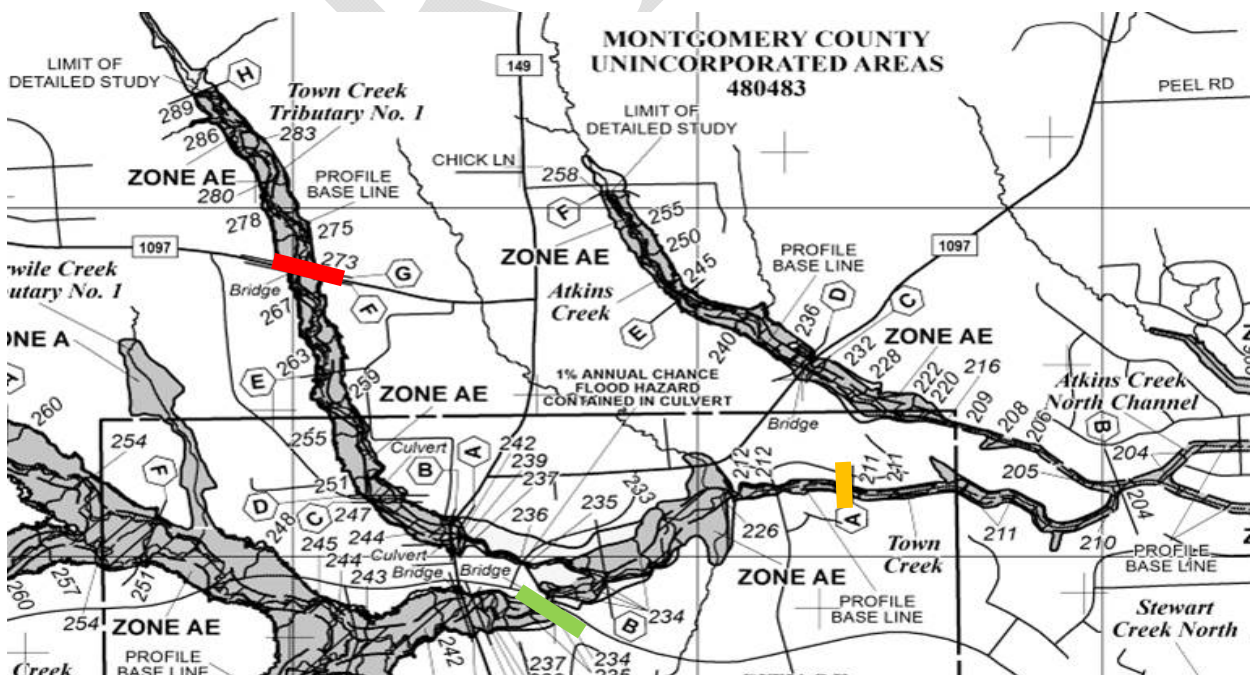 MONTGOMERY COUNTY
UNINCORPORATED AREAS
480483
LIMIT OF
DETAILED STUDY
H
Town Creek
Tributary No. 1
149
PEEL RD
LIMIT OF
DETAILED STUDY
289
286
283
CHICK LN
258
ZONE AE
280
PROFILE
BASE LINE
278
275
F
255
250
245
ZONE AE
1097
273
G
PROFILE
BASE LINE
1097
rwile Creek
utary No. 1
Bridge
267
F
Atkins
Creek
E
D
C
236
240
232
228
ZONE AE
222
220
216
ONE A
263
259
E
ZONE AE
1% ANNUAL CHANCE
FLOOD HAZARD
CONTAINED IN CULVERT
Bridge
209
208
206
Atkins Creek
North Channel
B
260
254
F
255
Culvert
B
A
242
239
237
212
212
211
211
205
204
251
D
C
247
248
245
244
244
243
Culvert
Bridge
Bridge
236
235
233
226
A
Town
Creek
211
210
204
PROFILE
BASE LINE
260
257
254
251
ZONE AE
PROFILE
BASE LINE
Creek
242
237
234
B
234
ZONE AE
PROFILE
BASE LINE
Stewart
Creek North